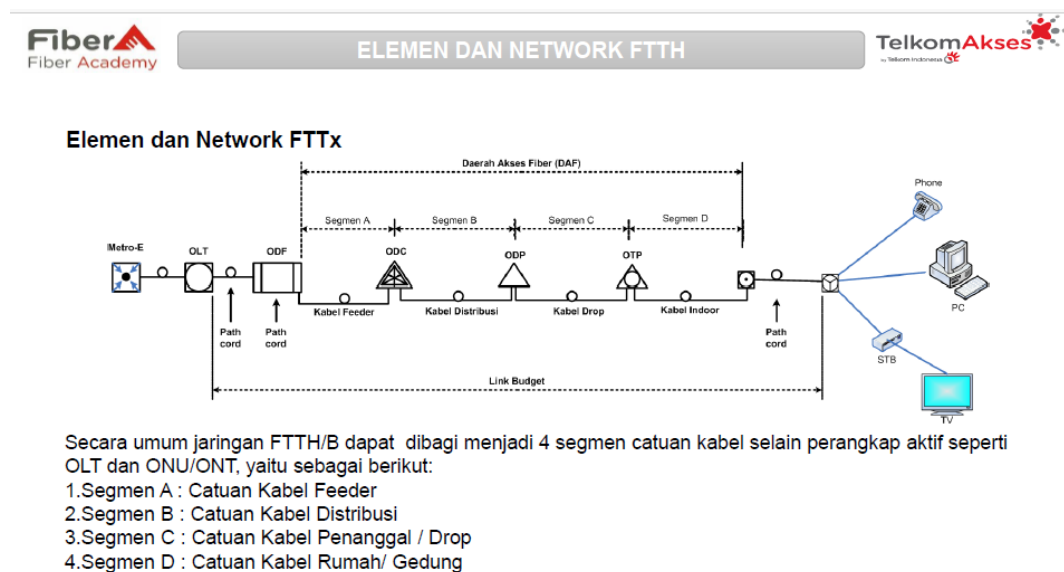 Fiber
Fiber Academy
ELEMEN DAN NETWORK FTTH
TelkomAkses
by Telkom Indonesia
Elemen dan Network FTTx
Daerah Akses Fiber (DAF)
Segmen A
Segmen B
Segmen C
Segmen D
Phone
Metro-E
OLT
ODF
ODC
ODP
OTP
Kabel Feeder
Kabel Distribusi
Kabel Drop
Kabel Indoor
PC
Path
cord
Path
cord
Path
cord
STB
Link Budget
TV
Secara umum jaringan FTTH/B dapat dibagi menjadi 4 segmen catuan kabel selain perangkap aktif seperti
OLT dan ONU/ONT, yaitu sebagai berikut:
1.Segmen A : Catuan Kabel Feeder
2.Segmen B : Catuan Kabel Distribusi
3.Segmen C : Catuan Kabel Penanggal / Drop
4.Segmen D : Catuan Kabel Rumah/ Gedung